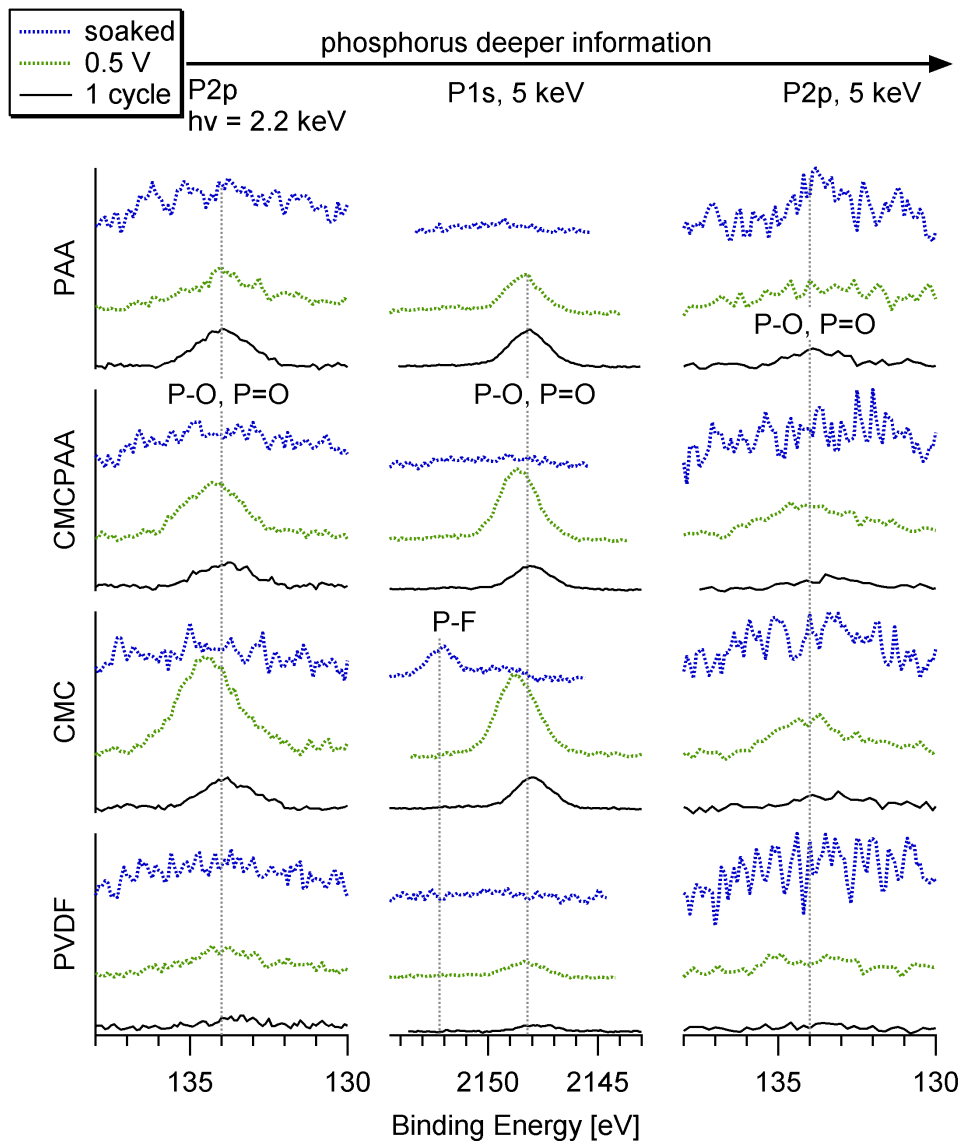 soaked
0.5 V
1 cycle
phosphorus deeper information
P2p
hν = 2.2 keV
P1s, 5 keV
P2p, 5 keV
PAA
P-O, P=O
CMCPAA
P-O, P=O
P-O, P=O
CMC
P-F
PVDF
135 130
2150 2145
135 130
Binding Energy [eV]